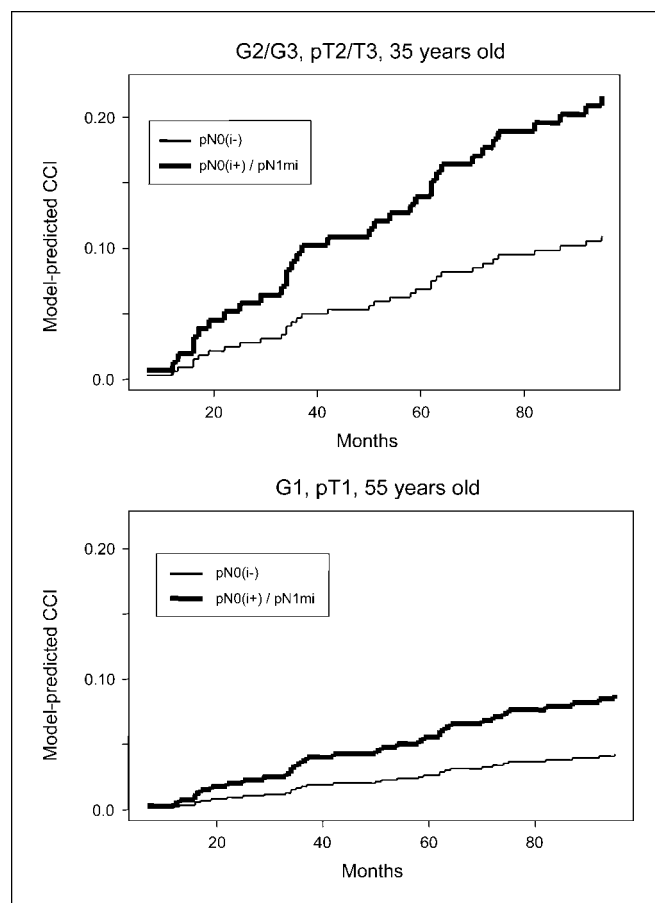 G2/G3, pT2/T3, 35 years old
0.20
0.10
0.0
Model-predicted CCI
pN0(i-)
pN0(i+) / pN1mi
20
40
60
80
Months
G1, pT1, 55 years old
0.20
0.10
0.0
Model-predicted CCI
pN0(i-)
pN0(i+) / pN1mi
20
40
60
80
Months